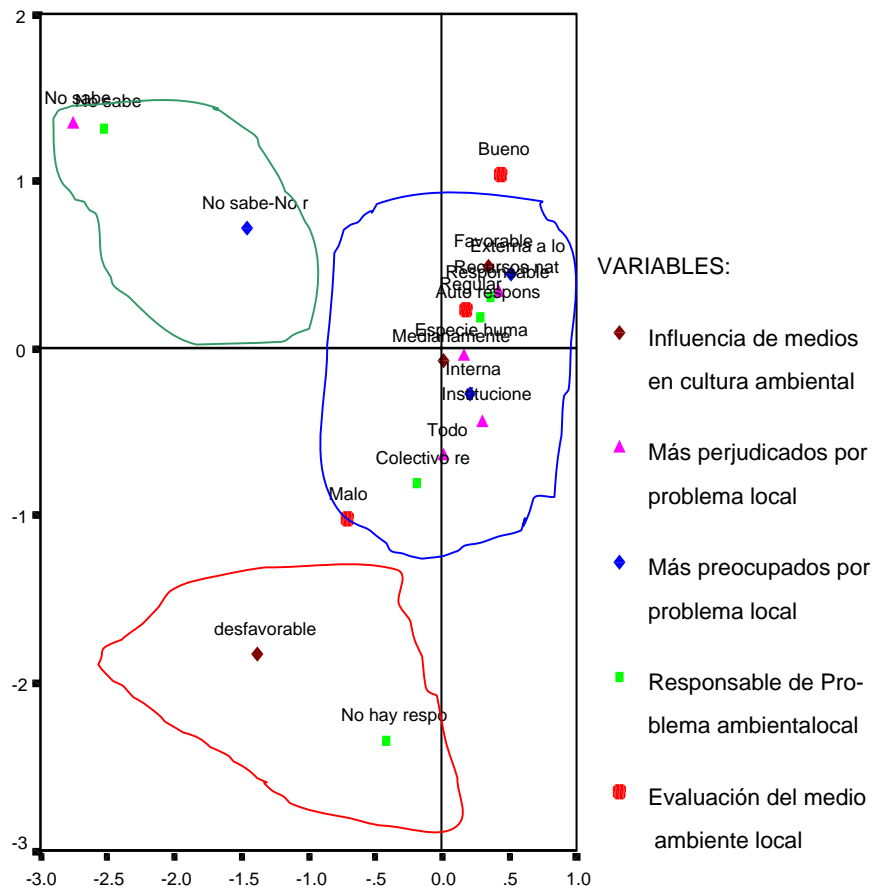 2
No sabe
No sabe
Bueno
1
No sabe-No r
Favorable
Externa a lo
VARIABLES:
Recursos nat
Responsable
Regular
Auto respons
Especie huma
Medianamente
0
Influencia de medios
en cultura ambiental
Interna
Institucione
Todo
Más perjudicados por
problema local
Colectivo re
Malo
-1
Más preocupados por
problema local
desfavorable
-2
Responsable de Pro-
blema ambientalocal
No hay respo
Evaluación del medio
ambiente local
-3
-3.0 -2.5 -2.0 -1.5 -1.0 -.5 0.0 .5 1.0